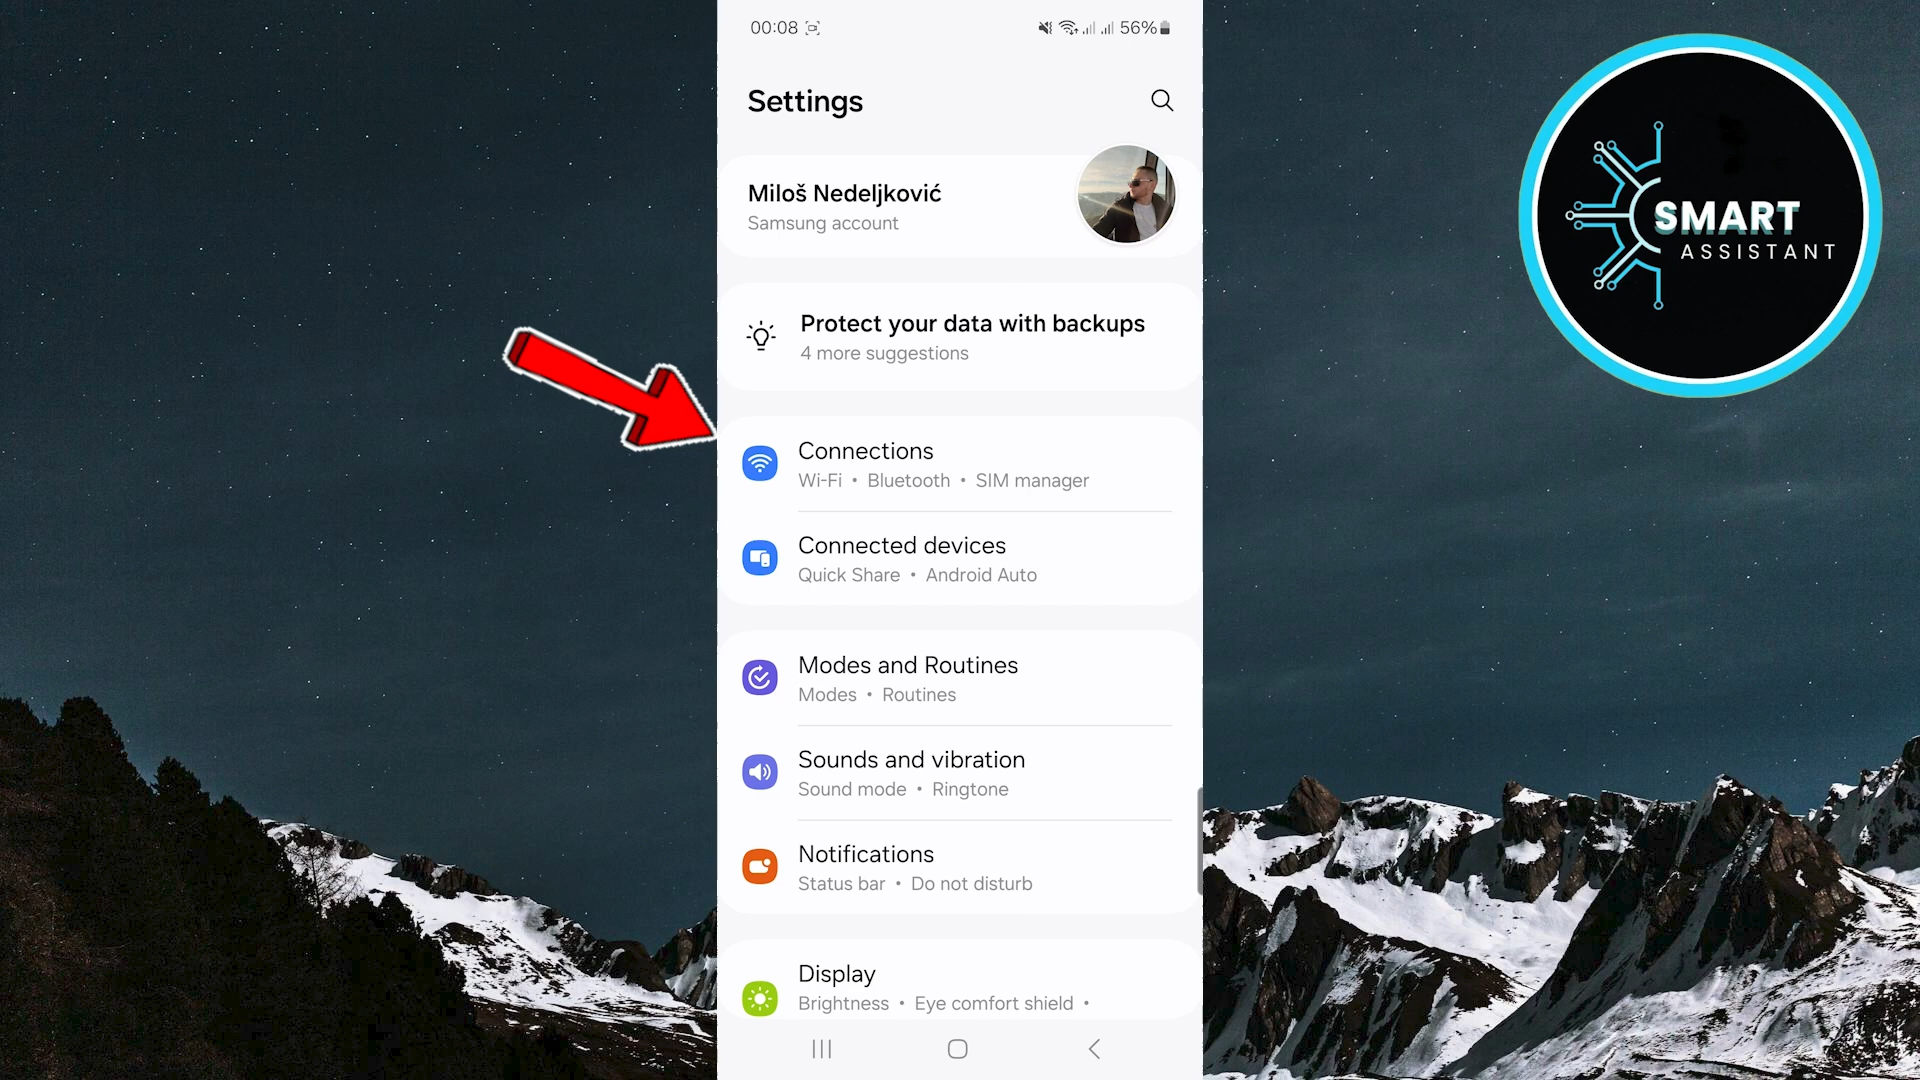 00:08
56%
Settings
Miloš Nedeljković
Samsung account
Protect your data with backups
4 more suggestions
Connections
Wi-Fi • Bluetooth • SIM manager
Connected devices
Quick Share • Android Auto
Modes and Routines
Modes • Routines
Sounds and vibration
Sound mode • Ringtone
Notifications
Status bar • Do not disturb
Display
Brightness • Eye comfort shield •
SMART
ASSISTANT